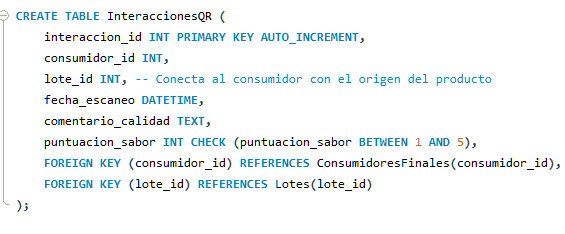 CREATE TABLE InteraccionesQR (
    interaccion_id INT PRIMARY KEY AUTO_INCREMENT,
    consumidor_id INT,
    lote_id INT, -- Conecta al consumidor con el origen del producto
    fecha_escaneo DATETIME,
    comentario_calidad TEXT,
    puntuacion_sabor INT CHECK (puntuacion_sabor BETWEEN 1 AND 5),
    FOREIGN KEY (consumidor_id) REFERENCES ConsumidoresFinales(consumidor_id),
    FOREIGN KEY (lote_id) REFERENCES Lotes(lote_id)
);